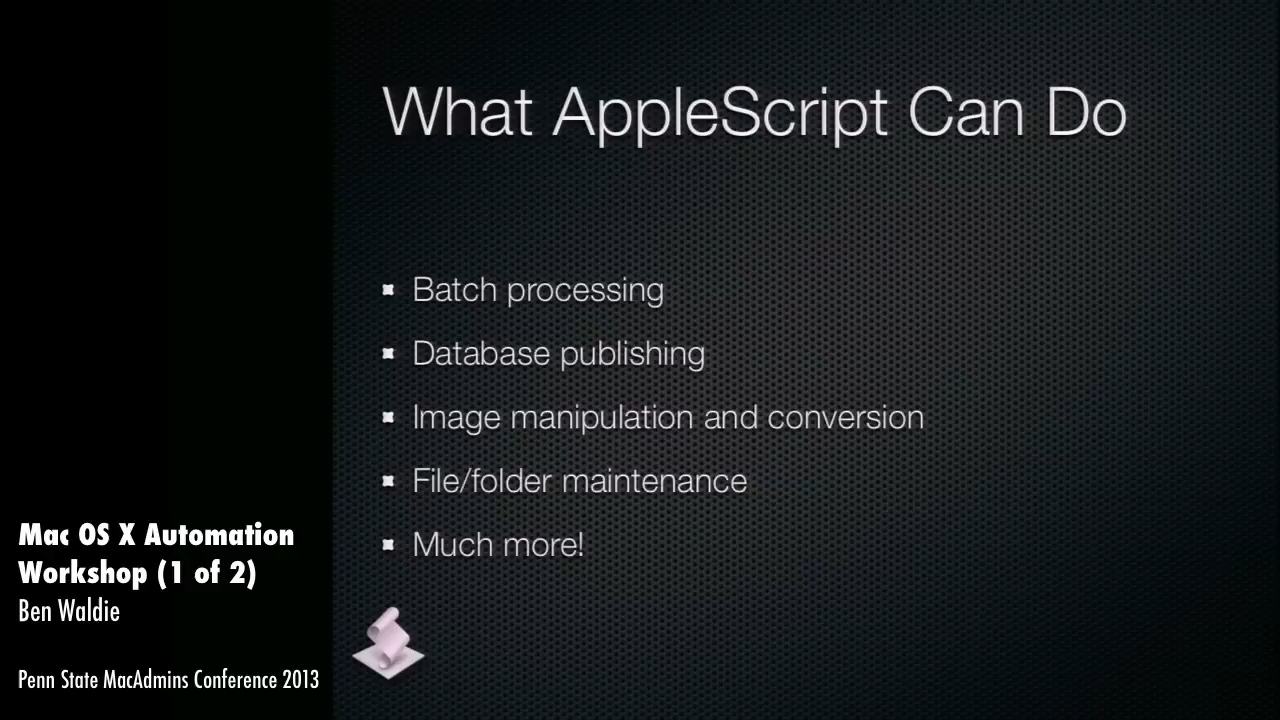 What AppleScript Can Do
Batch processing
Database publishing
Image manipulation and conversion
File/folder maintenance
Much more!
Mac OS X Automation
Workshop (1 of 2)
Ben Waldie
Penn State MacAdmins Conference 2013